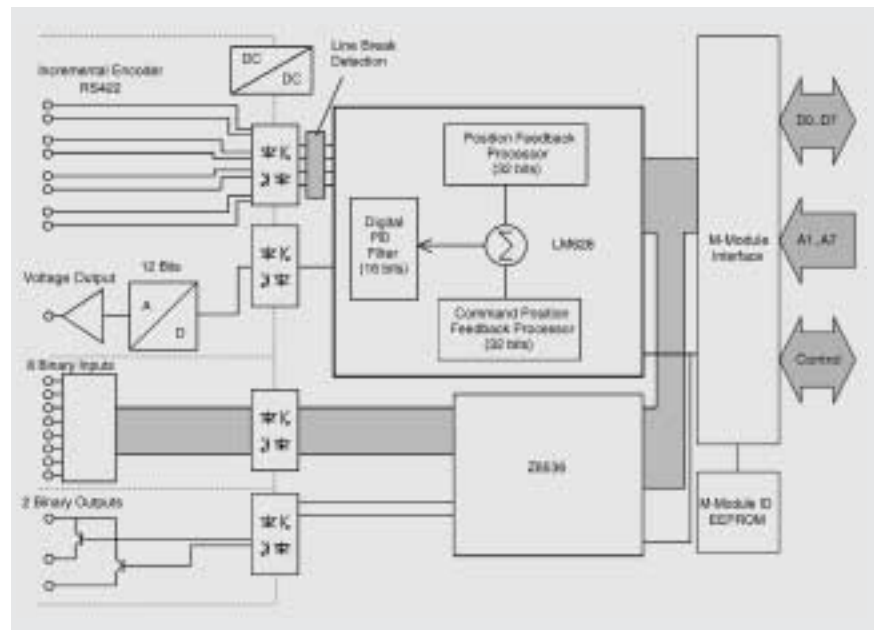 DC
DC
Line Break
Detection
Incremental Encoder
RS422
Position Feedback
Processor
(32 bits)
D0..D7
Digital
PID
Filter
(16 bits)
Σ
LM628
M-Module
Interface
A1..A7
Voltage Output
12 Bits
A
D
Command Position
Feedback Processor
(32 bits)
Control
8 Binary Inputs
Z8536
2 Binary Outputs
M-Module ID
EEPROM